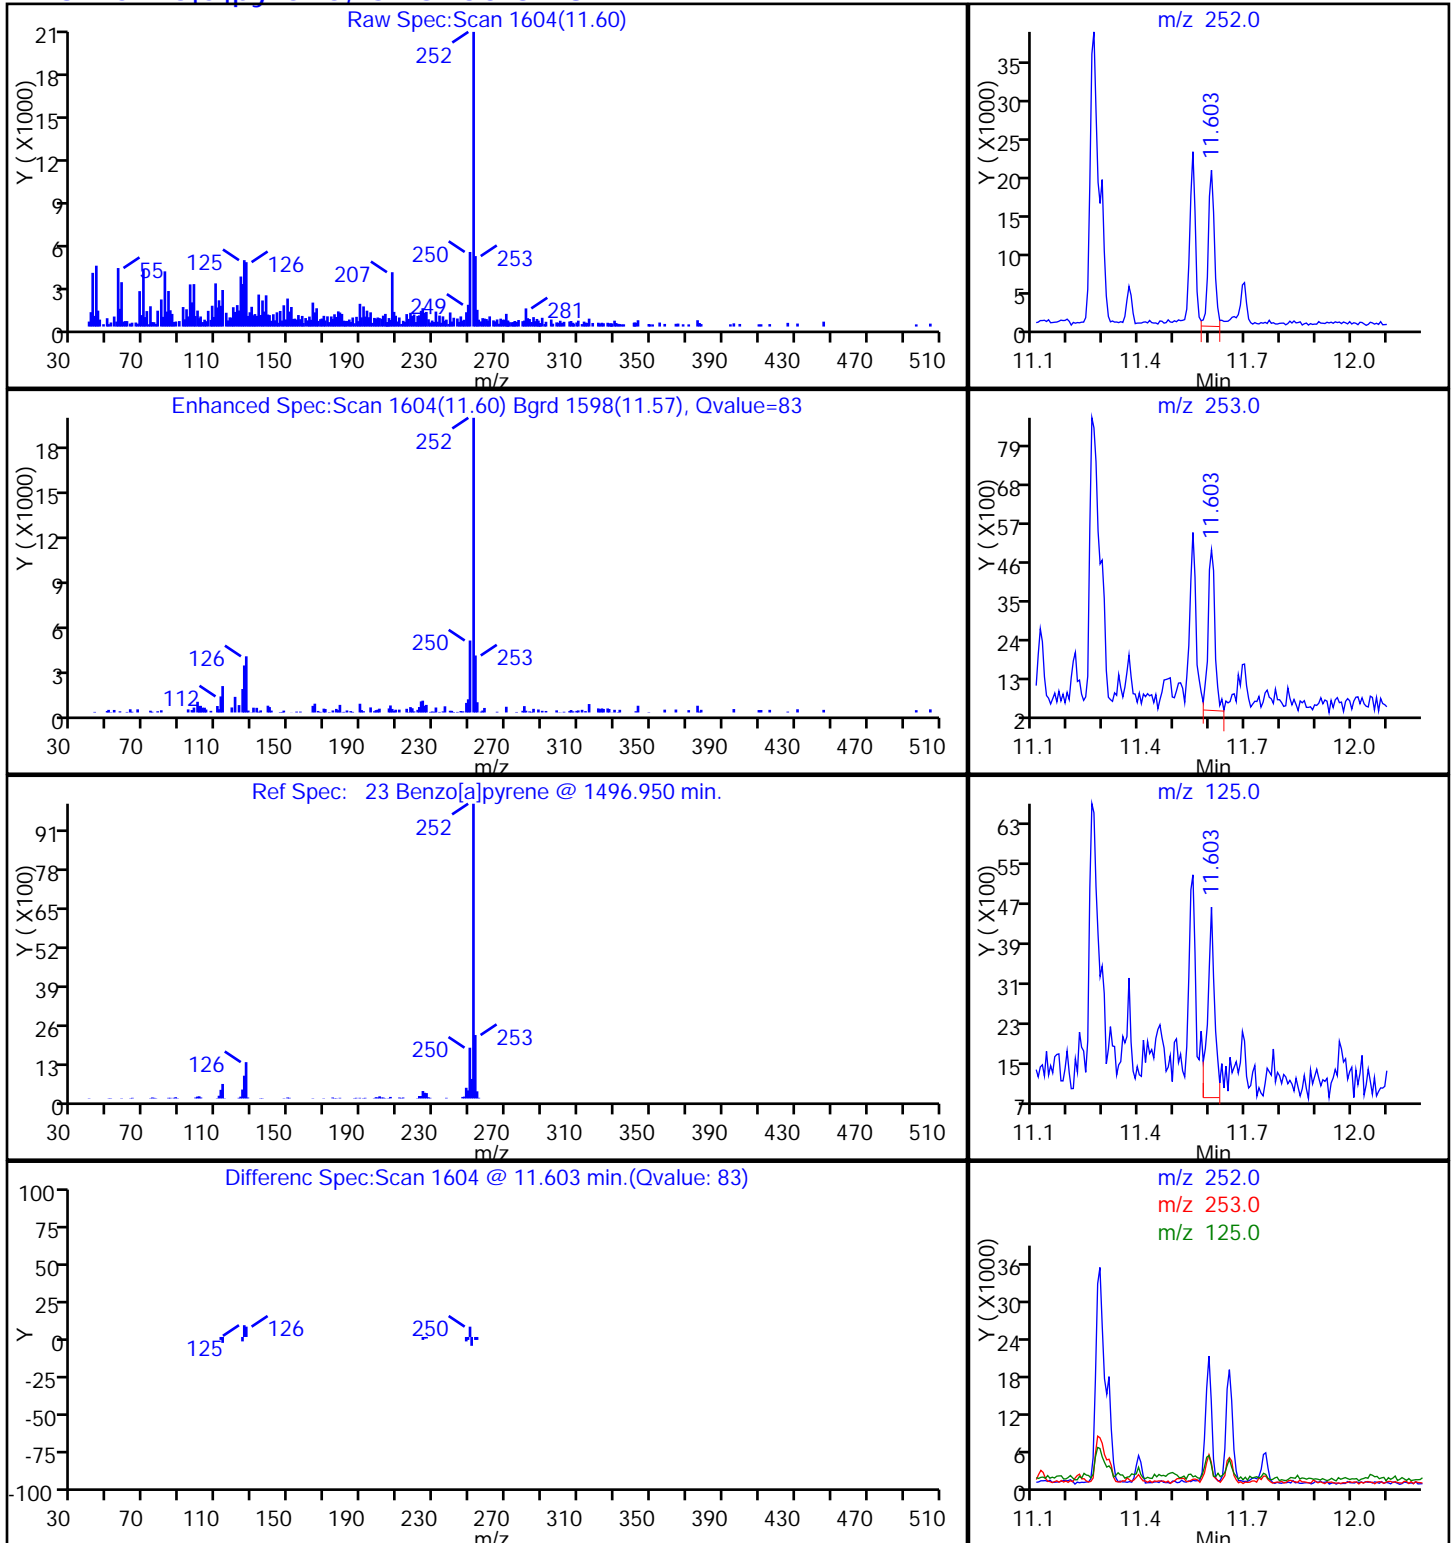 Raw Spec:Scan 1604(11.60)
21
18
15
12
9
6
3
0
Y ( X1000)
252
250
253
125
126
55
207
249
281
30 70 110 150 190 230 270 310 350 390 430 470 510
m/z
m/z 252.0
35
30
25
20
15
10
5
0
Y ( X1000)
11.603
11.1 11.4 11.7 12.0
Min
Enhanced Spec:Scan 1604(11.60) Bgrd 1598(11.57), Qvalue=83
18
15
12
9
6
3
0
Y ( X1000)
252
250
253
126
112
30 70 110 150 190 230 270 310 350 390 430 470 510
m/z
m/z 253.0
79
68
57
46
35
24
13
2
Y ( X100)
11.603
11.1 11.4 11.7 12.0
Min
Ref Spec: 23 Benzo[a]pyrene @ 1496.950 min.
91
78
65
52
39
26
13
0
Y ( X100)
252
250
253
126
30 70 110 150 190 230 270 310 350 390 430 470 510
m/z
m/z 125.0
63
55
47
39
31
23
15
7
Y ( X100)
11.603
11.1 11.4 11.7 12.0
Min
Differenc Spec:Scan 1604 @ 11.603 min.(Qvalue: 83)
100
75
50
25
0
-25
-50
-75
-100
Y
125
126
250
30 70 110 150 190 230 270 310 350 390 430 470 510
m/z
m/z 252.0
m/z 253.0
m/z 125.0
36
30
24
18
12
6
0
Y ( X1000)
11.1 11.4 11.7 12.0
Min